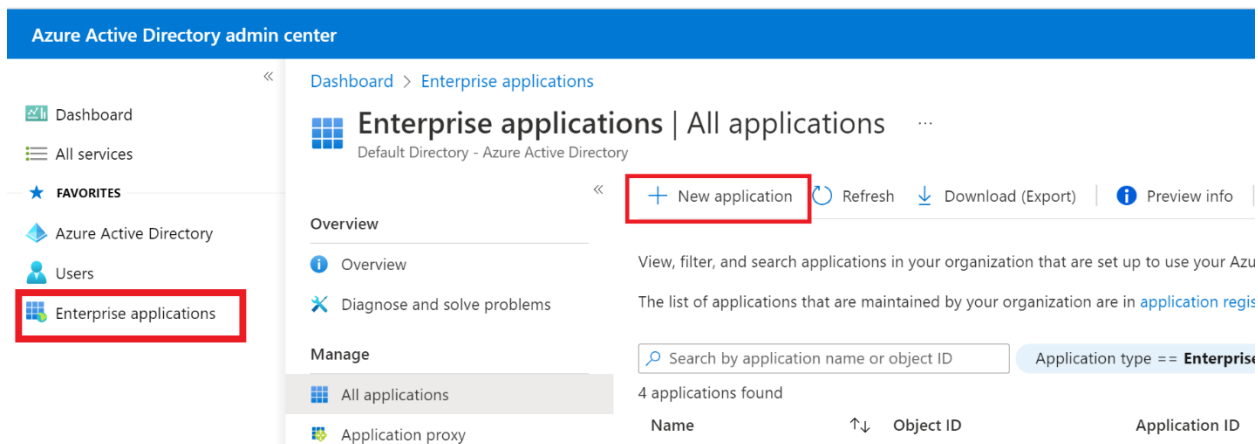 Azure Active Directory admin center
Dashboard
All services
FAVORITES
Azure Active Directory
Users
Enterprise applications
Dashboard > Enterprise applications
Enterprise applications | All applications ...
Default Directory - Azure Active Directory
Overview
Overview
Diagnose and solve problems
Manage
All applications
Application proxy
New application Refresh Download (Export) Preview info
View, filter, and search applications in your organization that are set up to use your Azu
The list of applications that are maintained by your organization are in application regis
Search by application name or object ID Application type == Enterprise
4 applications found
Name Object ID Application ID